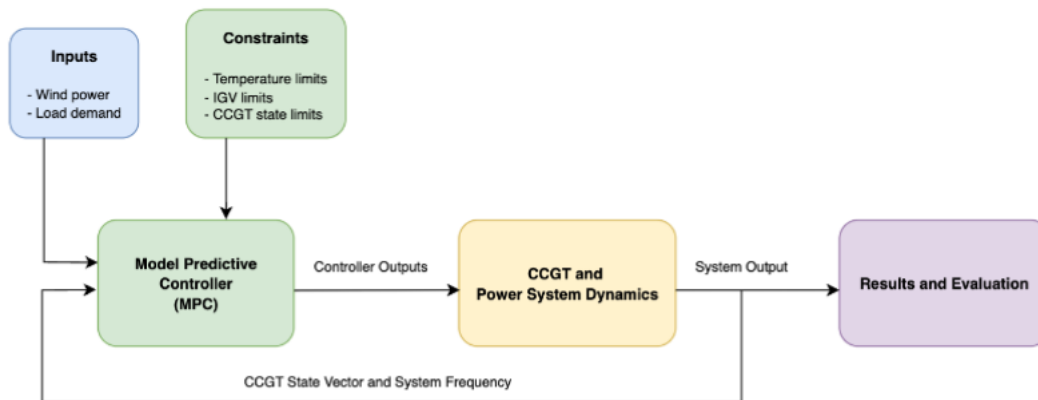 Inputs
- Wind power
- Load demand
Constraints
- Temperature limits
- IGV limits
- CCGT state limits
Model Predictive
Controller
(MPC)
Controller Outputs
CCGT and
Power System Dynamics
System Output
Results and Evaluation
CCGT State Vector and System Frequency